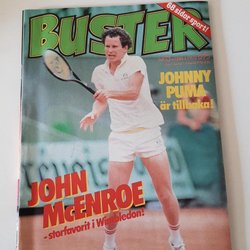 68 sidor sport!
BUSTER
JOHNNY
PUMA
är tillbaka!
JOHN
McENROE
- storfavorit i Wimbledon!